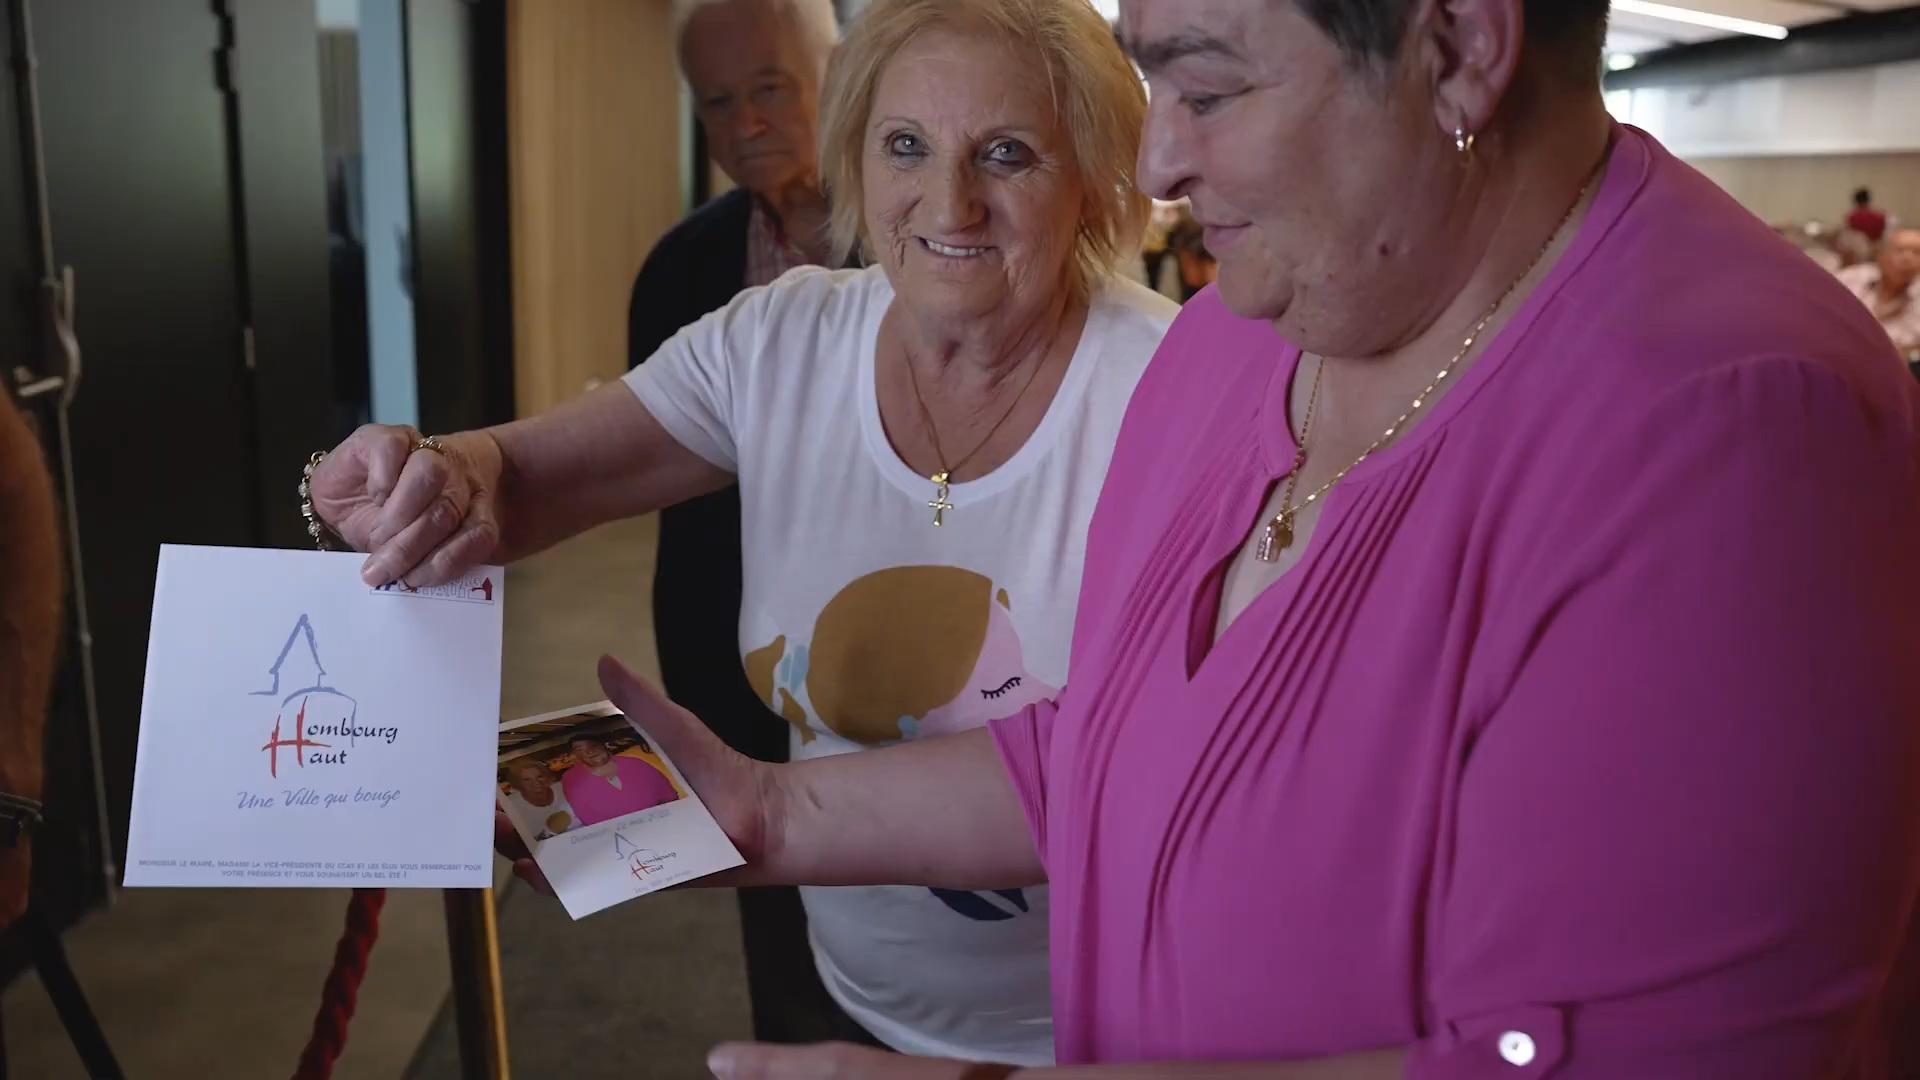 Hombourg
Haut
Une Ville qui bouge
MONSIEUR LE MAIRE, MADAME LA VICE-PRÉSIDENTE DU CCAS ET LES ÉLUS VOUS REMERCIENT POUR
VOTRE PRÉSENCE ET VOUS SOUHAITENT UN BEL ÉTÉ !
Hombourg
Haut